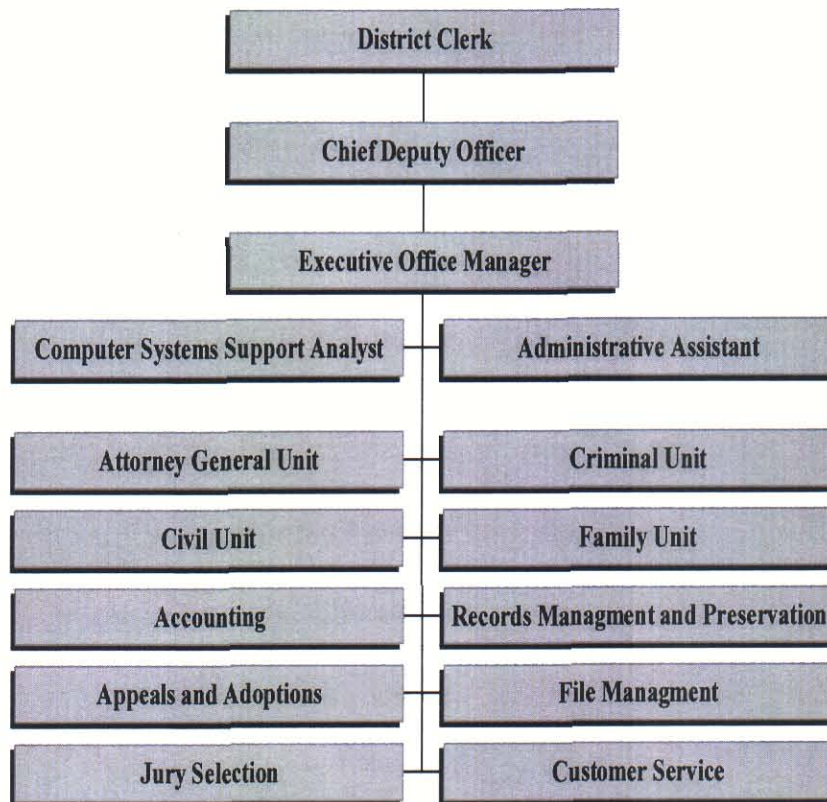 District Clerk
Chief Deputy Officer
Executive Office Manager
Computer Systems Support Analyst
Administrative Assistant
Attorney General Unit
Criminal Unit
Civil Unit
Family Unit
Accounting
Records Managment and Preservation
Appeals and Adoptions
File Managment
Jury Selection
Customer Service